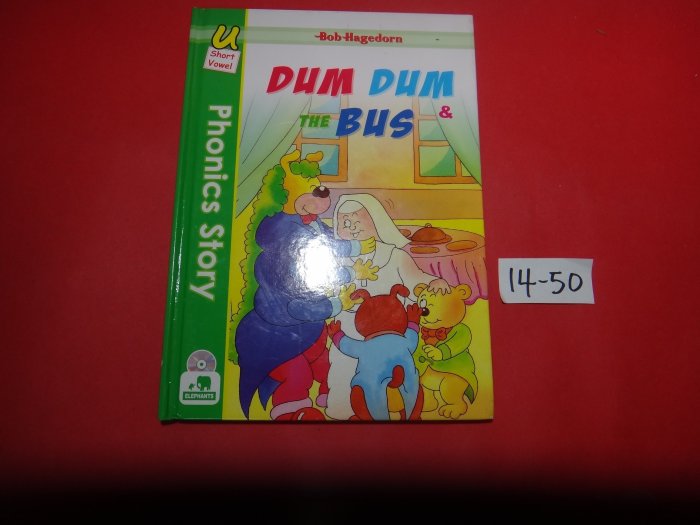 Bob Hagedorn
u
Short
Vowel
DUM DUM
&
THE BUS
Phonics Story
ELEPHANTS
14-50